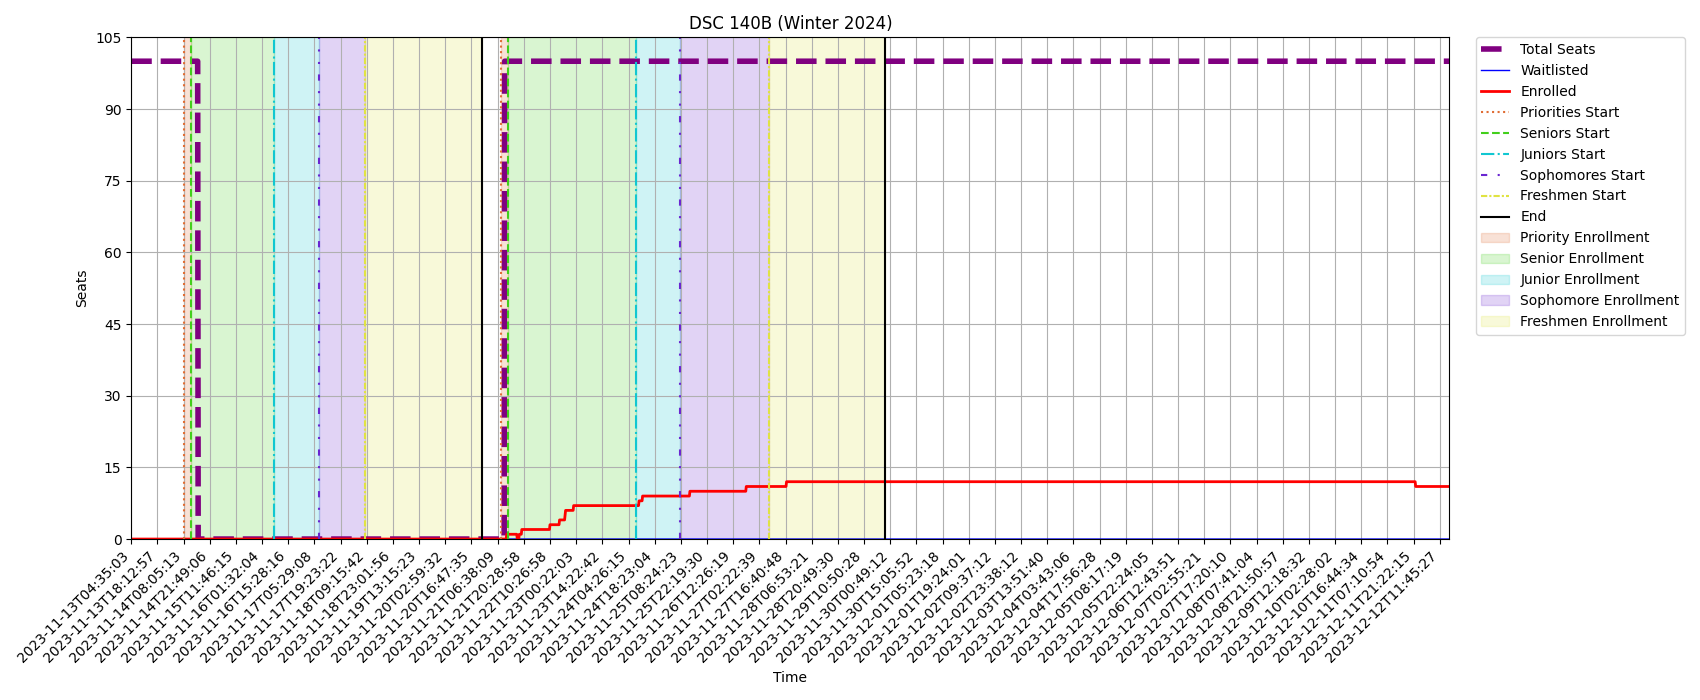 DSC 140B (Winter 2024)
105
90
75
60
45
30
15
0
Seats
2023-11-13T04:35:03
2023-11-13T18:12:57
2023-11-14T08:05:13
2023-11-14T21:49:06
2023-11-15T11:46:15
2023-11-16T01:32:04
2023-11-16T15:28:16
2023-11-17T05:29:08
2023-11-17T19:23:22
2023-11-18T09:15:42
2023-11-18T23:01:56
2023-11-19T13:15:23
2023-11-20T02:59:32
2023-11-20T16:47:35
2023-11-21T06:38:09
2023-11-21T20:28:58
2023-11-22T10:26:58
2023-11-23T00:22:03
2023-11-23T14:22:42
2023-11-24T04:26:15
2023-11-24T18:23:04
2023-11-25T08:24:23
2023-11-25T22:19:30
2023-11-26T12:26:19
2023-11-27T02:22:39
2023-11-27T16:40:48
2023-11-28T06:53:21
2023-11-28T20:49:30
2023-11-29T10:50:28
2023-11-30T00:49:12
2023-11-30T15:05:52
2023-12-01T05:23:18
2023-12-01T19:24:01
2023-12-02T09:37:12
2023-12-02T23:38:12
2023-12-03T13:51:40
2023-12-04T03:43:06
2023-12-04T17:56:28
2023-12-05T08:17:19
2023-12-05T22:24:05
2023-12-06T12:43:51
2023-12-07T02:55:21
2023-12-07T17:20:10
2023-12-08T07:41:04
2023-12-08T21:50:57
2023-12-09T12:18:32
2023-12-10T02:28:02
2023-12-10T16:44:34
2023-12-11T07:10:54
2023-12-11T21:22:15
2023-12-12T11:45:27
Time
Total Seats
Waitlisted
Enrolled
Priorities Start
Seniors Start
Juniors Start
Sophomores Start
Freshmen Start
End
Priority Enrollment
Senior Enrollment
Junior Enrollment
Sophomore Enrollment
Freshmen Enrollment